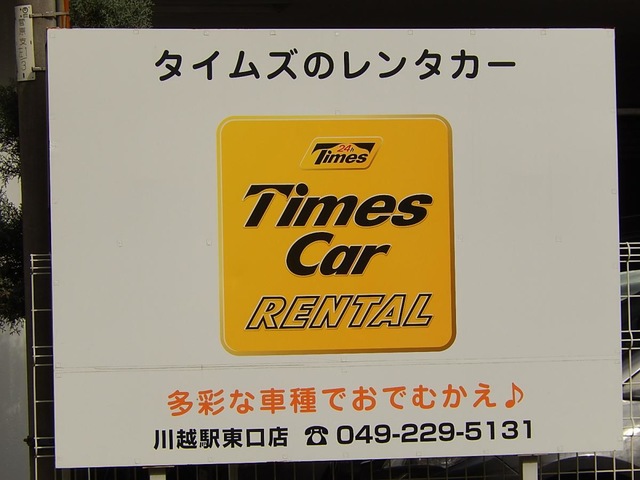 タイムズのレンタカー
24h
Times
Times
Car
RENTAL
多彩な車種でおでむかえ♪
川越駅東口店 ☎ 049-229-5131